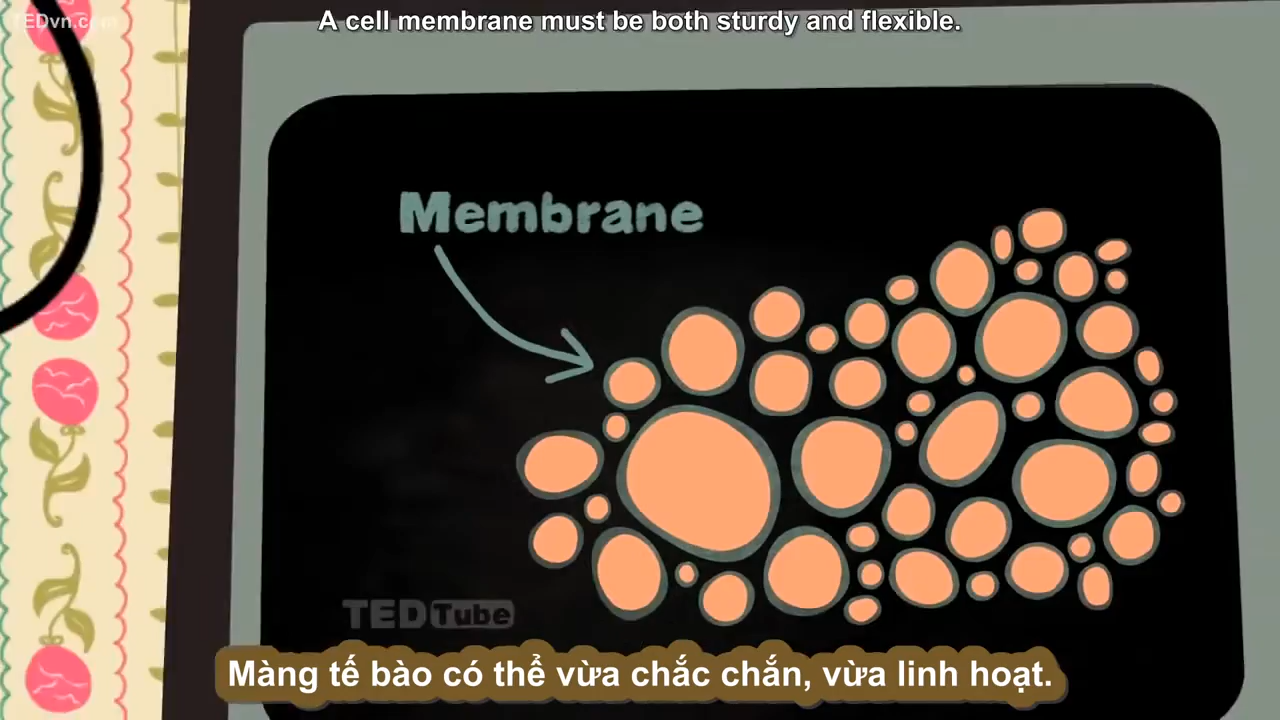 TEDvn.com
A cell membrane must be both sturdy and flexible.
Membrane
TEDTube
Màng tế bào có thể vừa chắc chắn, vừa linh hoạt.